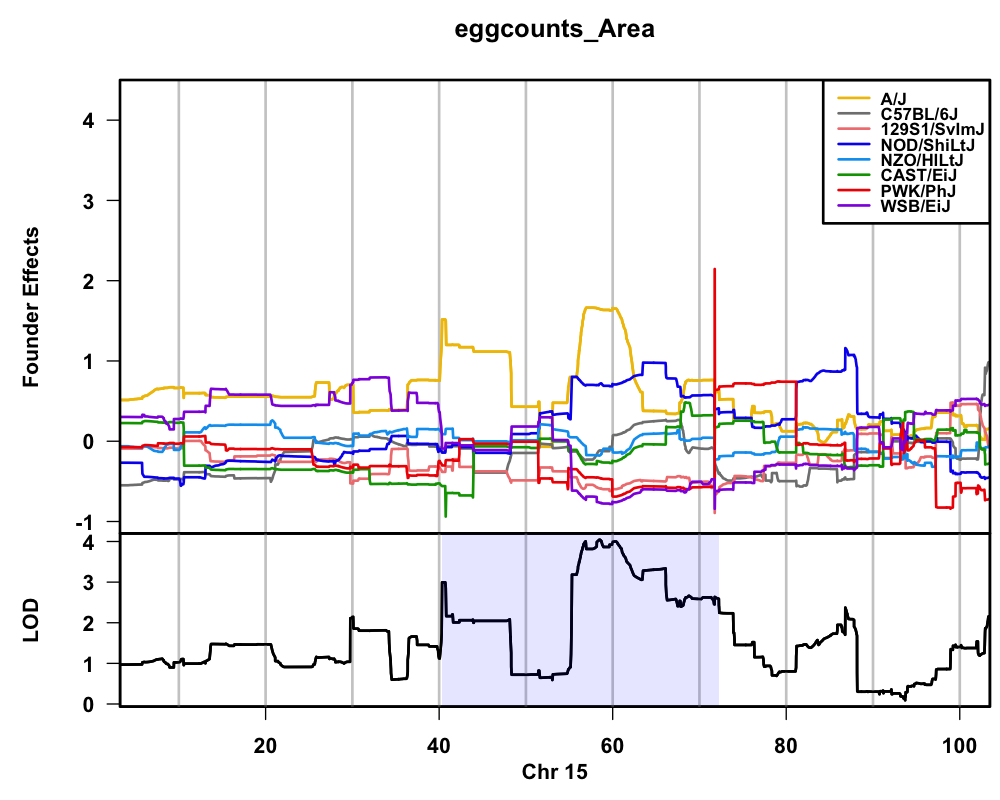 eggcounts_Area
A/J
C57BL/6J
129S1/SvImJ
NOD/ShiLtJ
NZO/HlLtJ
CAST/EiJ
PWK/PhJ
WSB/EiJ
Founder Effects
4
3
2
1
0
-1
LOD
4
3
2
1
0
20 40 60 80 100
Chr 15